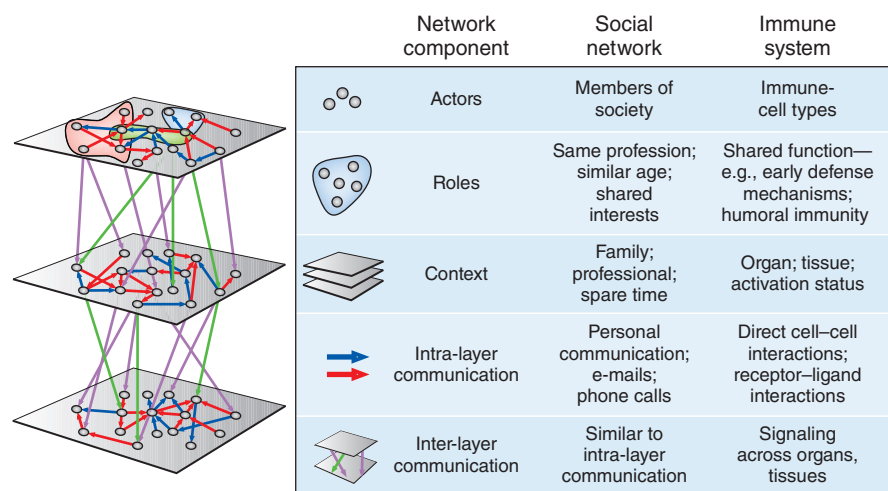 Network
component
Social
network
Immune
system
Actors
Members of
society
Immune-
cell types
Roles
Same profession;
similar age;
shared
interests
Shared function—
e.g., early defense
mechanisms;
humoral immunity
Context
Family;
professional;
spare time
Organ; tissue;
activation status
Intra-layer
communication
Personal
communication;
e-mails;
phone calls
Direct cell–cell
interactions;
receptor–ligand
interactions
Inter-layer
communication
Similar to
intra-layer
communication
Signaling
across organs,
tissues